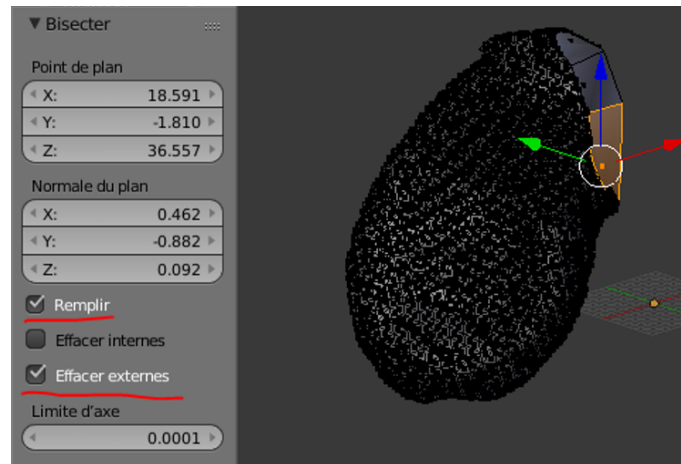 Bisecter
Point de plan
X: 18.591
Y: -1.810
Z: 36.557
Normale du plan
X: 0.462
Y: -0.882
Z: 0.092
Remplir
Effacer internes
Effacer externes
Limite d'axe
0.0001